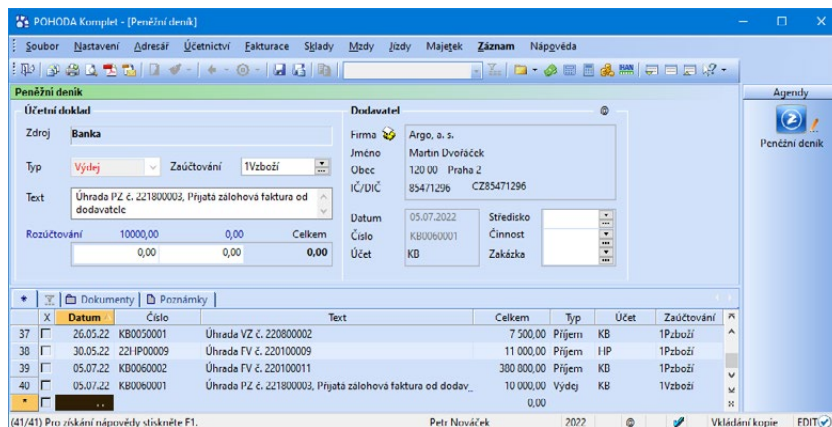 POHODA Komplet - [Peněžní deník]
Soubor Nastavení Adresář Účetnictví Fakturace Sklady Mzdy Jízdy Majetek Záznam Nápověda
Peněžní deník
Agendy
Účetní doklad
Dodavatel
Zdroj Banka
Firma Argo, a. s.
Peněžní deník
Jméno Martin Dvořáček
Typ Výdej Zaúčtování 1Vzboží
Obec 120 00 Praha 2
IČ/DIČ 85471296 CZ85471296
Text Úhrada PZ č. 221800003, Přijatá zálohová faktura od
dodavatele
Datum 05.07.2022 Středisko
Rozúčtování 10000,00 0,00 Celkem
Číslo KB0060001 Činnost
0,00 0,00 0,00
Účet KB Zakázka
Dokumenty Poznámky
X Datum Číslo Text Celkem Typ Účet Zaúčtování
37 26.05.22 KB0050001 Úhrada VZ č. 220800002 7 500,00 Příjem KB 1Pzboží
38 30.05.22 22HP00009 Úhrada FV č. 220100009 11 000,00 Příjem HP 1Pzboží
39 05.07.22 KB0060002 Úhrada FV č. 220100011 380 800,00 Příjem KB 1Pzboží
40 05.07.22 KB0060001 Úhrada PZ č. 221800003, Přijatá zálohová faktura od dodav_ 10 000,00 Výdej KB 1Vzboží
* . . 0,00
(41/41) Pro získání nápovědy stiskněte F1. Petr Nováček 2022 @ Vkládání kopie EDIT